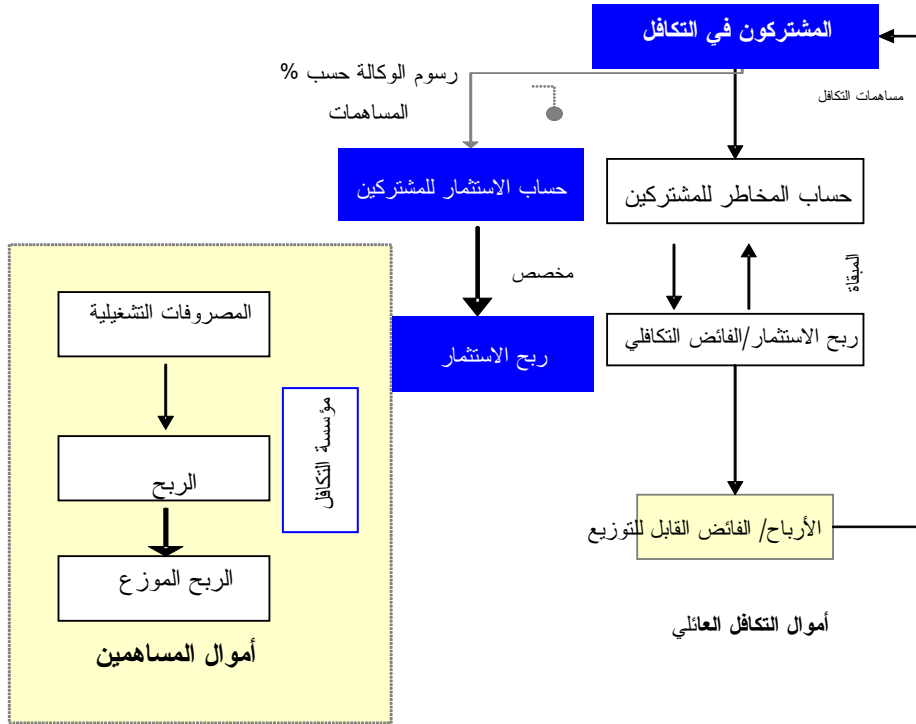 المشتركون في التكافل
رسوم الوكالة حسب %
المساهمات
مساهمات التكافل
حساب المخاطر للمشتركين
حساب الاستثمار للمشتركين
المبقاة
مخصص
ربح الاستثمار/الفائض التكافلي
ربح الاستثمار
المصروفات التشغيلية
مؤسسة التكافل
الربح
الأرباح/ الفائض القابل للتوزيع
الربح الموزع
أموال التكافل العائلي
أموال المساهمين